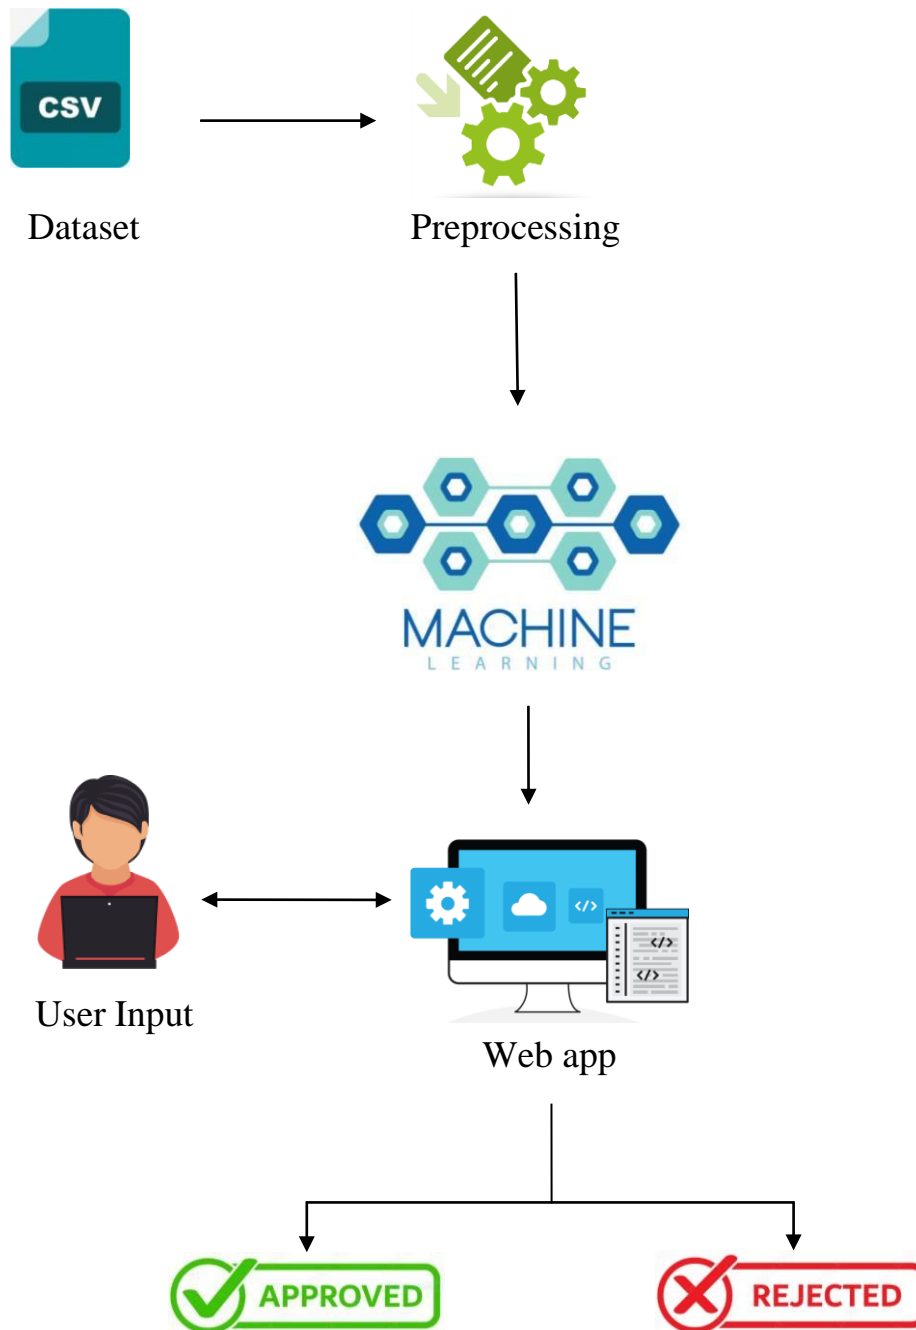 CSV
Dataset
Preprocessing
MACHINE
LEARNING
</>
</>
</>
User Input
Web app
APPROVED
REJECTED